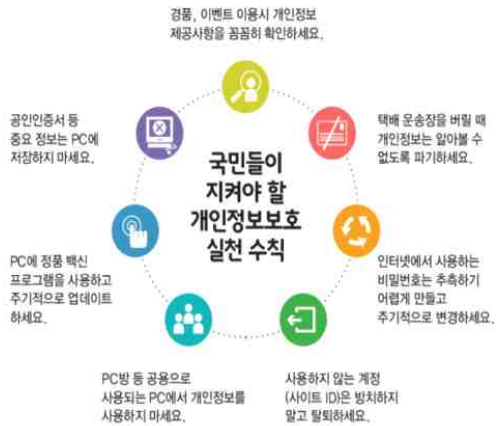 경품, 이벤트 이용시 개인정보
제공사항을 꼼꼼히 확인하세요.
택배 운송장을 버릴 때
개인정보는 알아볼 수
없도록 파기하세요.
인터넷에서 사용하는
비밀번호는 추측하기
어렵게 만들고
주기적으로 변경하세요.
사용하지 않는 계정
(사이트 ID)은 방치하지
말고 탈퇴하세요.
PC방 등 공용으로
사용되는 PC에서 개인정보를
사용하지 마세요.
PC에 정품 백신
프로그램을 사용하고
주기적으로 업데이트
하세요.
공인인증서 등
중요 정보는 PC에
저장하지 마세요.
국민들이
지켜야 할
개인정보보호
실천 수칙